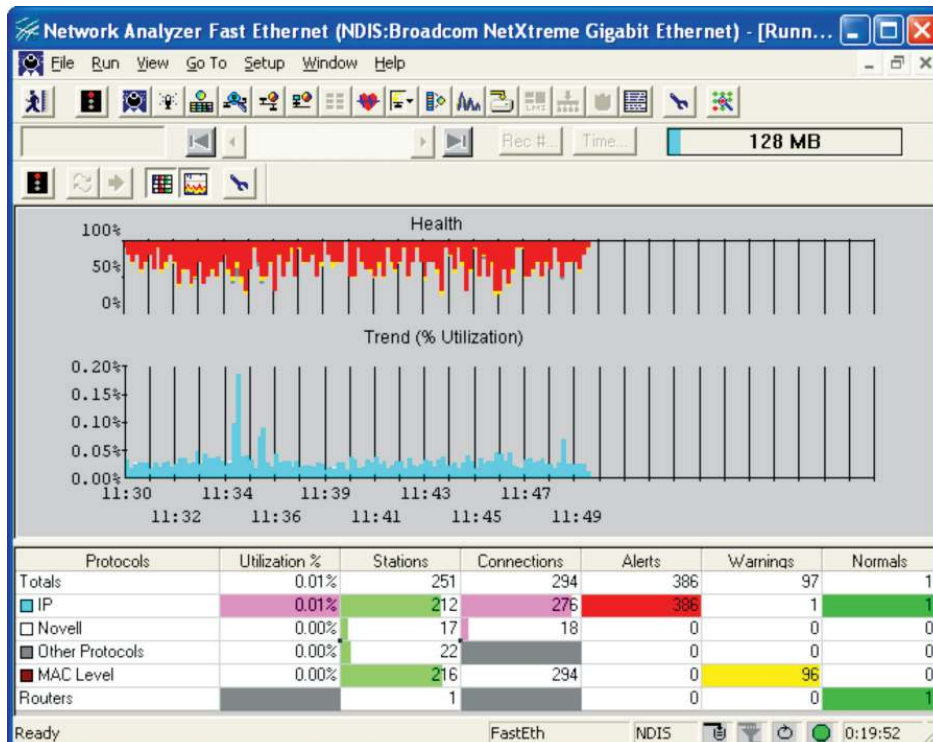 Network Analyzer Fast Ethernet (NDIS:Broadcom NetXtreme Gigabit Ethernet) - [Runn...
File Run View Go To Setup Window Help
Rec #... Time... 128 MB
Health
100%
50%
0%
Trend (% Utilization)
0.20%
0.15%
0.10%
0.05%
0.00%
11:30 11:34 11:39 11:43 11:47
11:32 11:36 11:41 11:45 11:49
Protocols Utilization % Stations Connections Alerts Warnings Normals
Totals 0.01% 251 294 386 97 1
IP 0.01% 212 276 386 1 1
Novell 0.00% 17 18 0 0 0
Other Protocols 0.00% 22 0 0 0
MAC Level 0.00% 216 294 0 96 0
Routers 1 0 0 1
Ready FastEth NDIS 0:19:52